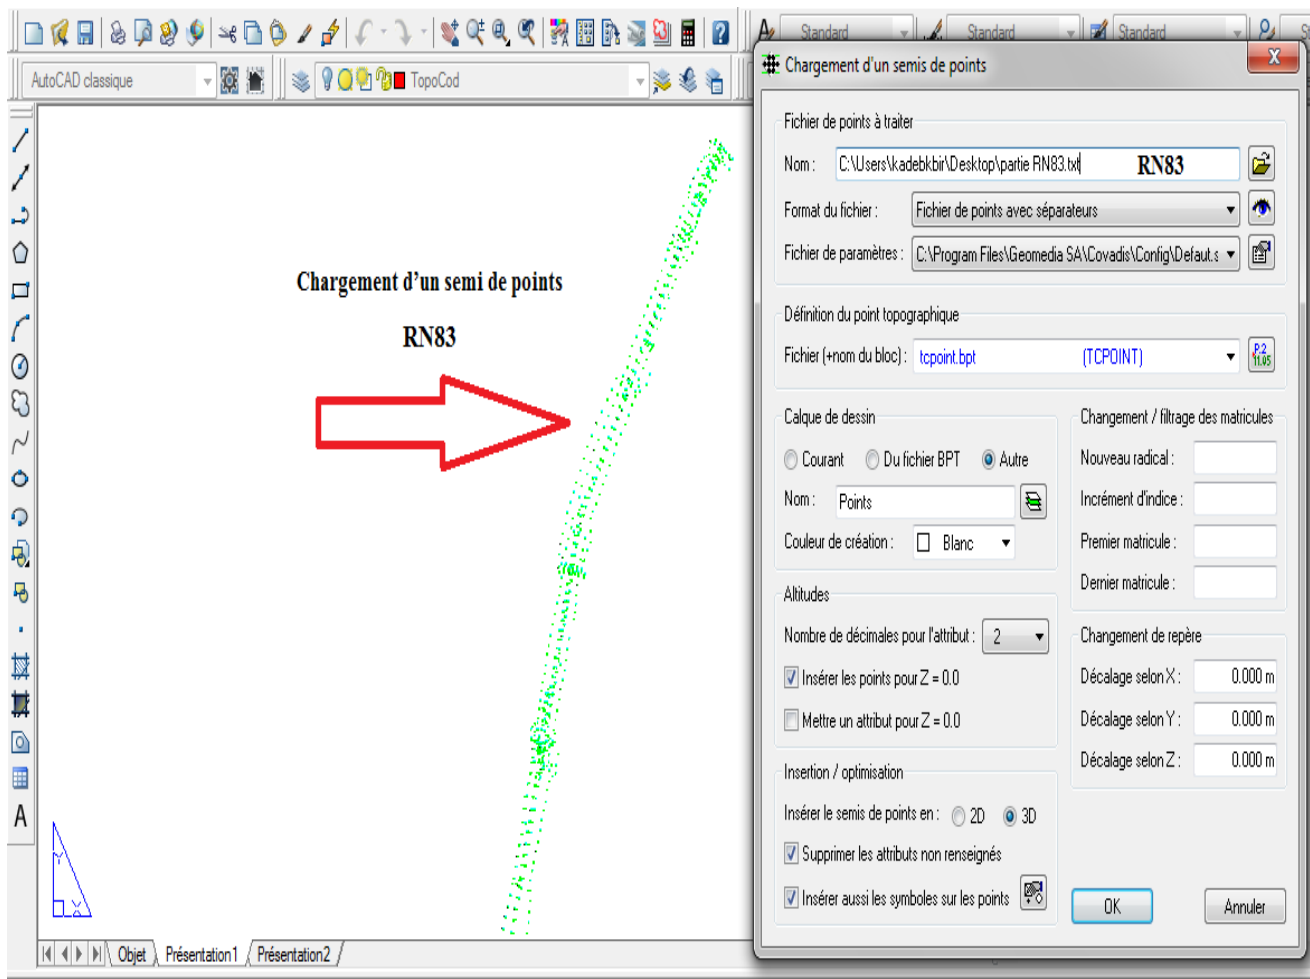 Standard
Standard
Standard
AutoCAD classique
TopoCod
Chargement d'un semis de points
Fichier de points à traiter
Nom :
C:\Users\kadebkbir\Desktop\partie RN83.txt
RN83
Format du fichier :
Fichier de points avec séparateurs
Fichier de paramètres :
C:\Program Files\Geomedia SA\Covadis\Config\Defaut.s
Chargement d’un semi de points
RN83
Définition du point topographique
Fichier (+nom du bloc) :
tcpoint.bpt
(TCPOINT)
Calque de dessin
Courant
Du fichier BPT
Autre
Nom :
Points
Couleur de création :
Blanc
Changement / filtrage des matricules
Nouveau radical :
Incrément d'indice :
Premier matricule :
Dernier matricule :
Altitudes
Nombre de décimales pour l'attribut :
2
Insérer les points pour Z = 0.0
Mettre un attribut pour Z = 0.0
Changement de repère
Décalage selon X :
0.000 m
Décalage selon Y :
0.000 m
Décalage selon Z :
0.000 m
Insertion / optimisation
Insérer le semis de points en :
2D
3D
Supprimer les attributs non renseignés
Insérer aussi les symboles sur les points
OK
Annuler
A
Y
X
Objet
Présentation1
Présentation2